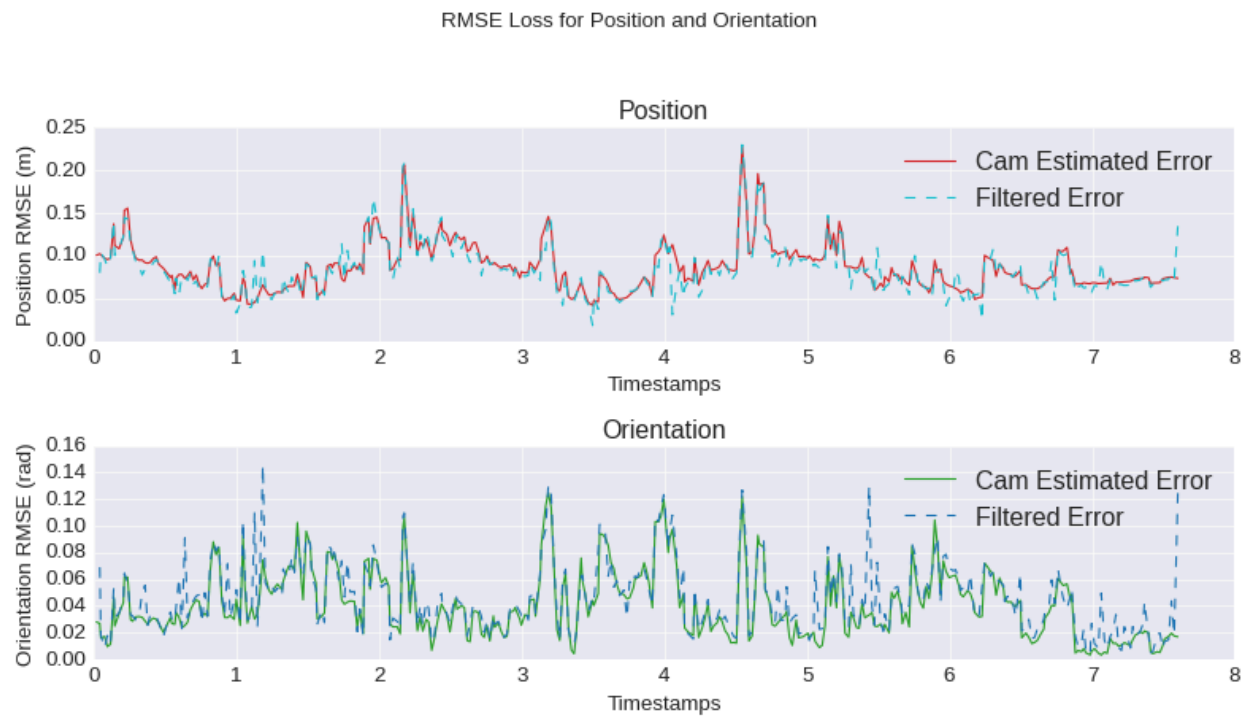 RMSE Loss for Position and Orientation
Position
Position RMSE (m)
0.25
0.20
0.15
0.10
0.05
0.00
Cam Estimated Error
Filtered Error
0 1 2 3 4 5 6 7 8
Timestamps
Orientation
Orientation RMSE (rad)
0.16
0.14
0.12
0.10
0.08
0.06
0.04
0.02
0.00
Cam Estimated Error
Filtered Error
0 1 2 3 4 5 6 7 8
Timestamps